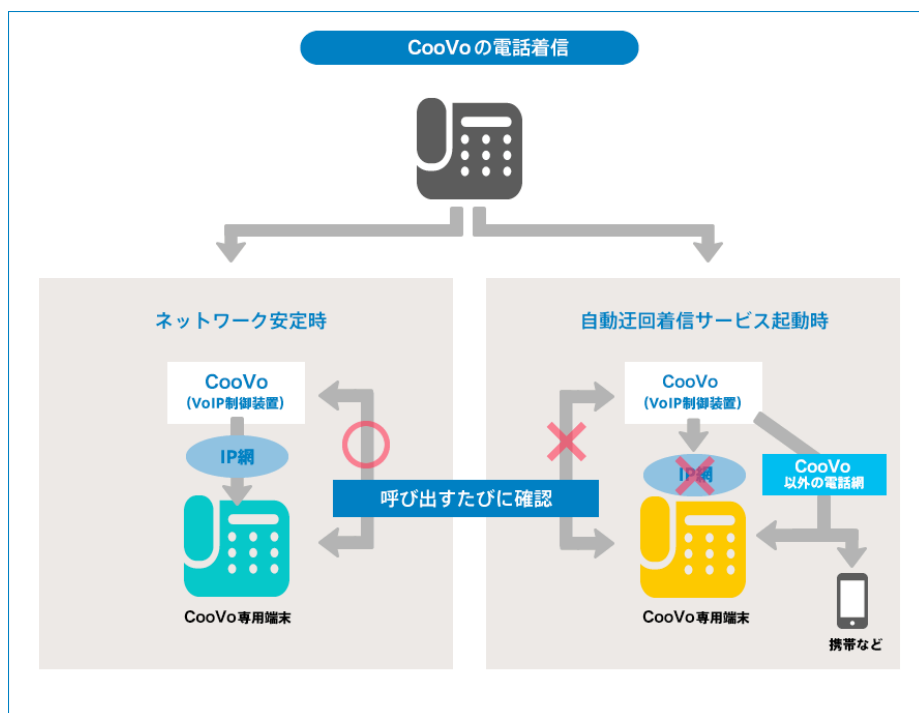 CooVoの電話着信
ネットワーク安定時
自動迂回着信サービス起動時
CooVo
(VoIP制御装置)
CooVo
(VoIP制御装置)
IP網
IP網
CooVo
以外の電話網
呼び出すたびに確認
CooVo専用端末
CooVo専用端末
携帯など